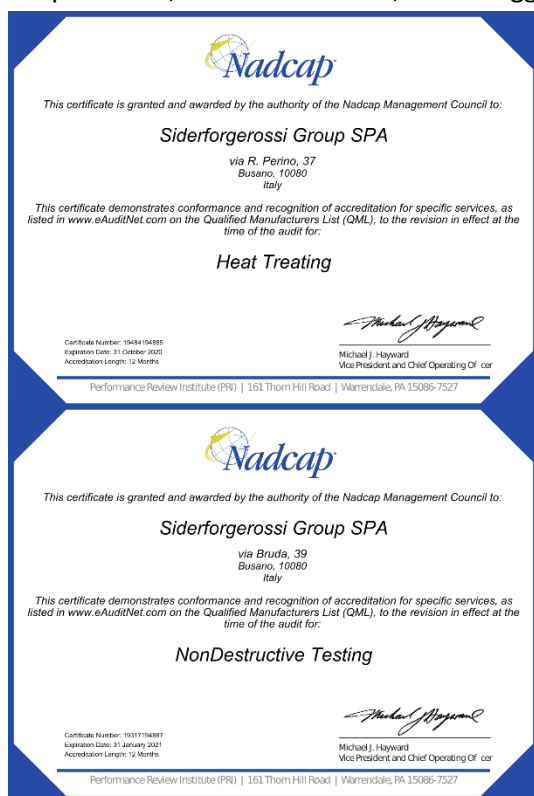 Nadcap
This certificate is granted and awarded by the authority of the Nadcap Management Council to:
Siderforgerossi Group SPA
via R. Perino, 37
Busano, 10080
Italy
This certificate demonstrates conformance and recognition of accreditation for specific services, as
listed in www.eAuditNet.com on the Qualified Manufacturers List (QML), to the revision in effect at the
time of the audit for:
Heat Treating
Certificate Number: 19484194885
Expiration Date: 31 October 2020
Accreditation Length: 12 Months
Michael J. Hayward
Vice President and Chief Operating Of cer
Performance Review Institute (PRI) | 161 Thorn Hill Road | Warrendale, PA 15086-7527
Nadcap
This certificate is granted and awarded by the authority of the Nadcap Management Council to:
Siderforgerossi Group SPA
via Bruda, 39
Busano, 10080
Italy
This certificate demonstrates conformance and recognition of accreditation for specific services, as
listed in www.eAuditNet.com on the Qualified Manufacturers List (QML), to the revision in effect at the
time of the audit for:
NonDestructive Testing
Certificate Number: 19317194887
Expiration Date: 31 January 2021
Accreditation Length: 12 Months
Michael J. Hayward
Vice President and Chief Operating Of cer
Performance Review Institute (PRI) | 161 Thorn Hill Road | Warrendale, PA 15086-7527